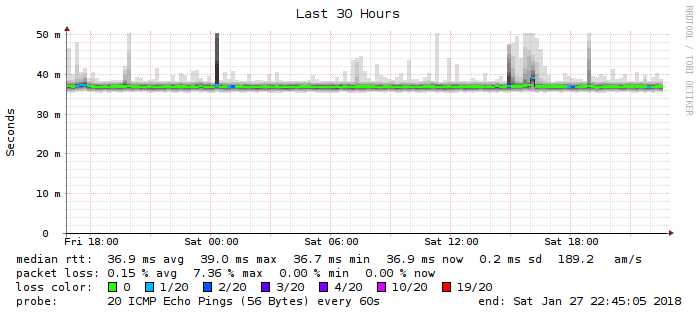 Last 30 Hours
RRDTOOL / TOBI OETIKER
Seconds
50 m
40 m
30 m
20 m
10 m
0
Fri 18:00 Sat 00:00 Sat 06:00 Sat 12:00 Sat 18:00
median rtt: 36.9 ms avg 39.0 ms max 36.7 ms min 36.9 ms now 0.2 ms sd 189.2 am/s
packet loss: 0.15 % avg 7.36 % max 0.00 % min 0.00 % now
loss color: 0 1/20 2/20 3/20 4/20 10/20 19/20
probe: 20 ICMP Echo Pings (56 Bytes) every 60s end: Sat Jan 27 22:45:05 2018